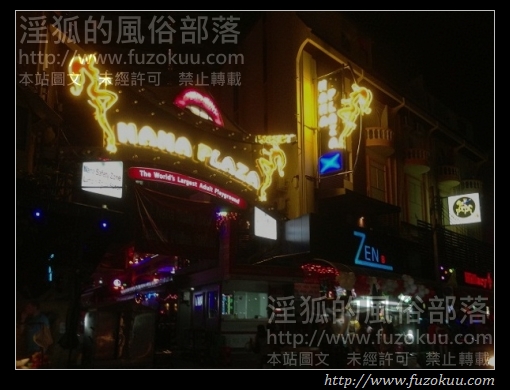 淫狐的風俗部落
http://www.fuzokuu.com
本站圖文 未經許可 禁止轉載
NANA PLAZA
The World's Largest Adult Playground
ZEN
淫狐的風俗部落
http://www.fuzokuu.com
本站圖文 未經許可 禁止轉載
http://www.fuzokuu.com